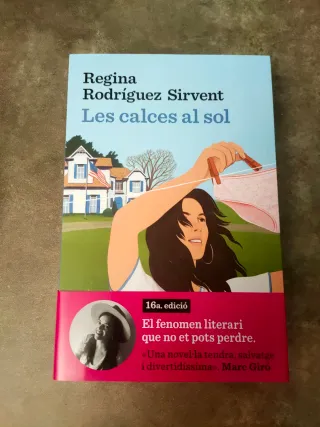 Regina
Rodríguez Sirvent
Les calces al sol
16a. edició
El fenomen literari
que no et pots perdre.
«Una novel·la tendra, salvatge
i divertidíssima». Marc Giró